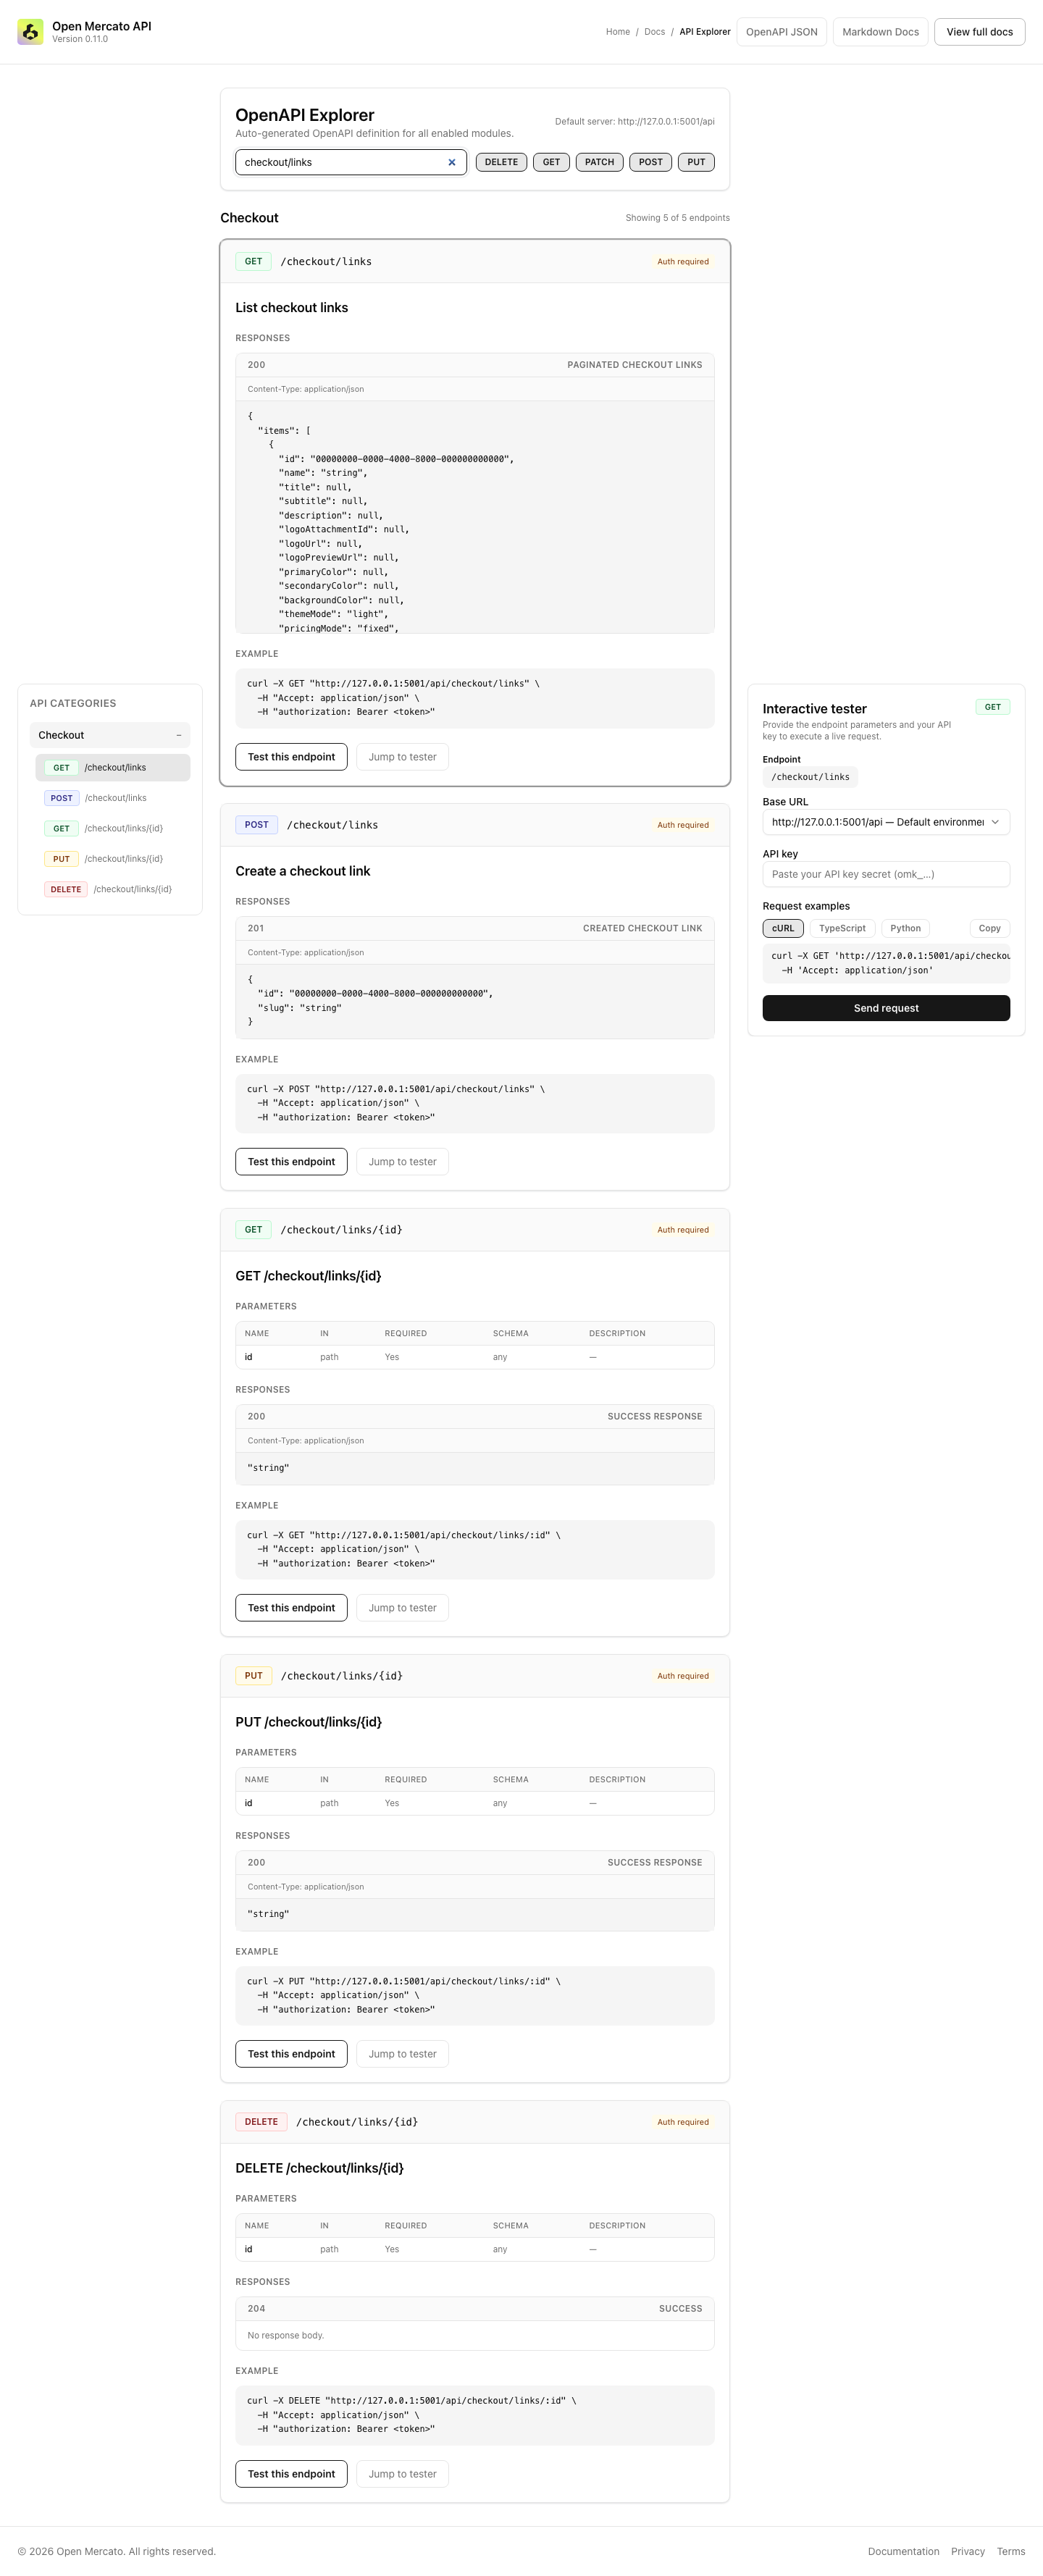 Open Mercato API
Version 0.11.0
Home / Docs / API Explorer
OpenAPI JSON
Markdown Docs
View full docs
OpenAPI Explorer
Auto-generated OpenAPI definition for all enabled modules.
Default server: http://127.0.0.1:5001/api
checkout/links
DELETE GET PATCH POST PUT
Checkout
Showing 5 of 5 endpoints
GET /checkout/links
Auth required
List checkout links
RESPONSES
200 PAGINATED CHECKOUT LINKS
Content-Type: application/json
{
"items": [
{
"id": "00000000-0000-4000-8000-000000000000",
"name": "string",
"title": null,
"subtitle": null,
"description": null,
"logoAttachmentId": null,
"logoUrl": null,
"logoPreviewUrl": null,
"primaryColor": null,
"secondaryColor": null,
"backgroundColor": null,
"themeMode": "light",
"pricingMode": "fixed",
EXAMPLE
curl -X GET "http://127.0.0.1:5001/api/checkout/links" \
-H "Accept: application/json" \
-H "authorization: Bearer <token>"
Test this endpoint
Jump to tester
API CATEGORIES
Checkout –
GET /checkout/links
POST /checkout/links
GET /checkout/links/{id}
PUT /checkout/links/{id}
DELETE /checkout/links/{id}
Interactive tester
GET
Provide the endpoint parameters and your API
key to execute a live request.
Endpoint
/checkout/links
Base URL
http://127.0.0.1:5001/api — Default environmen
API key
Paste your API key secret (omk_…)
Request examples
cURL TypeScript Python Copy
curl -X GET 'http://127.0.0.1:5001/api/checkou
-H 'Accept: application/json'
Send request
POST /checkout/links
Auth required
Create a checkout link
RESPONSES
201 CREATED CHECKOUT LINK
Content-Type: application/json
{
"id": "00000000-0000-4000-8000-000000000000",
"slug": "string"
}
EXAMPLE
curl -X POST "http://127.0.0.1:5001/api/checkout/links" \
-H "Accept: application/json" \
-H "authorization: Bearer <token>"
Test this endpoint
Jump to tester
GET /checkout/links/{id}
Auth required
GET /checkout/links/{id}
PARAMETERS
NAME IN REQUIRED SCHEMA DESCRIPTION
id path Yes any —
RESPONSES
200 SUCCESS RESPONSE
Content-Type: application/json
"string"
EXAMPLE
curl -X GET "http://127.0.0.1:5001/api/checkout/links/:id" \
-H "Accept: application/json" \
-H "authorization: Bearer <token>"
Test this endpoint
Jump to tester
PUT /checkout/links/{id}
Auth required
PUT /checkout/links/{id}
PARAMETERS
NAME IN REQUIRED SCHEMA DESCRIPTION
id path Yes any —
RESPONSES
200 SUCCESS RESPONSE
Content-Type: application/json
"string"
EXAMPLE
curl -X PUT "http://127.0.0.1:5001/api/checkout/links/:id" \
-H "Accept: application/json" \
-H "authorization: Bearer <token>"
Test this endpoint
Jump to tester
DELETE /checkout/links/{id}
Auth required
DELETE /checkout/links/{id}
PARAMETERS
NAME IN REQUIRED SCHEMA DESCRIPTION
id path Yes any —
RESPONSES
204 SUCCESS
No response body.
EXAMPLE
curl -X DELETE "http://127.0.0.1:5001/api/checkout/links/:id" \
-H "Accept: application/json" \
-H "authorization: Bearer <token>"
Test this endpoint
Jump to tester
© 2026 Open Mercato. All rights reserved.
Documentation Privacy Terms